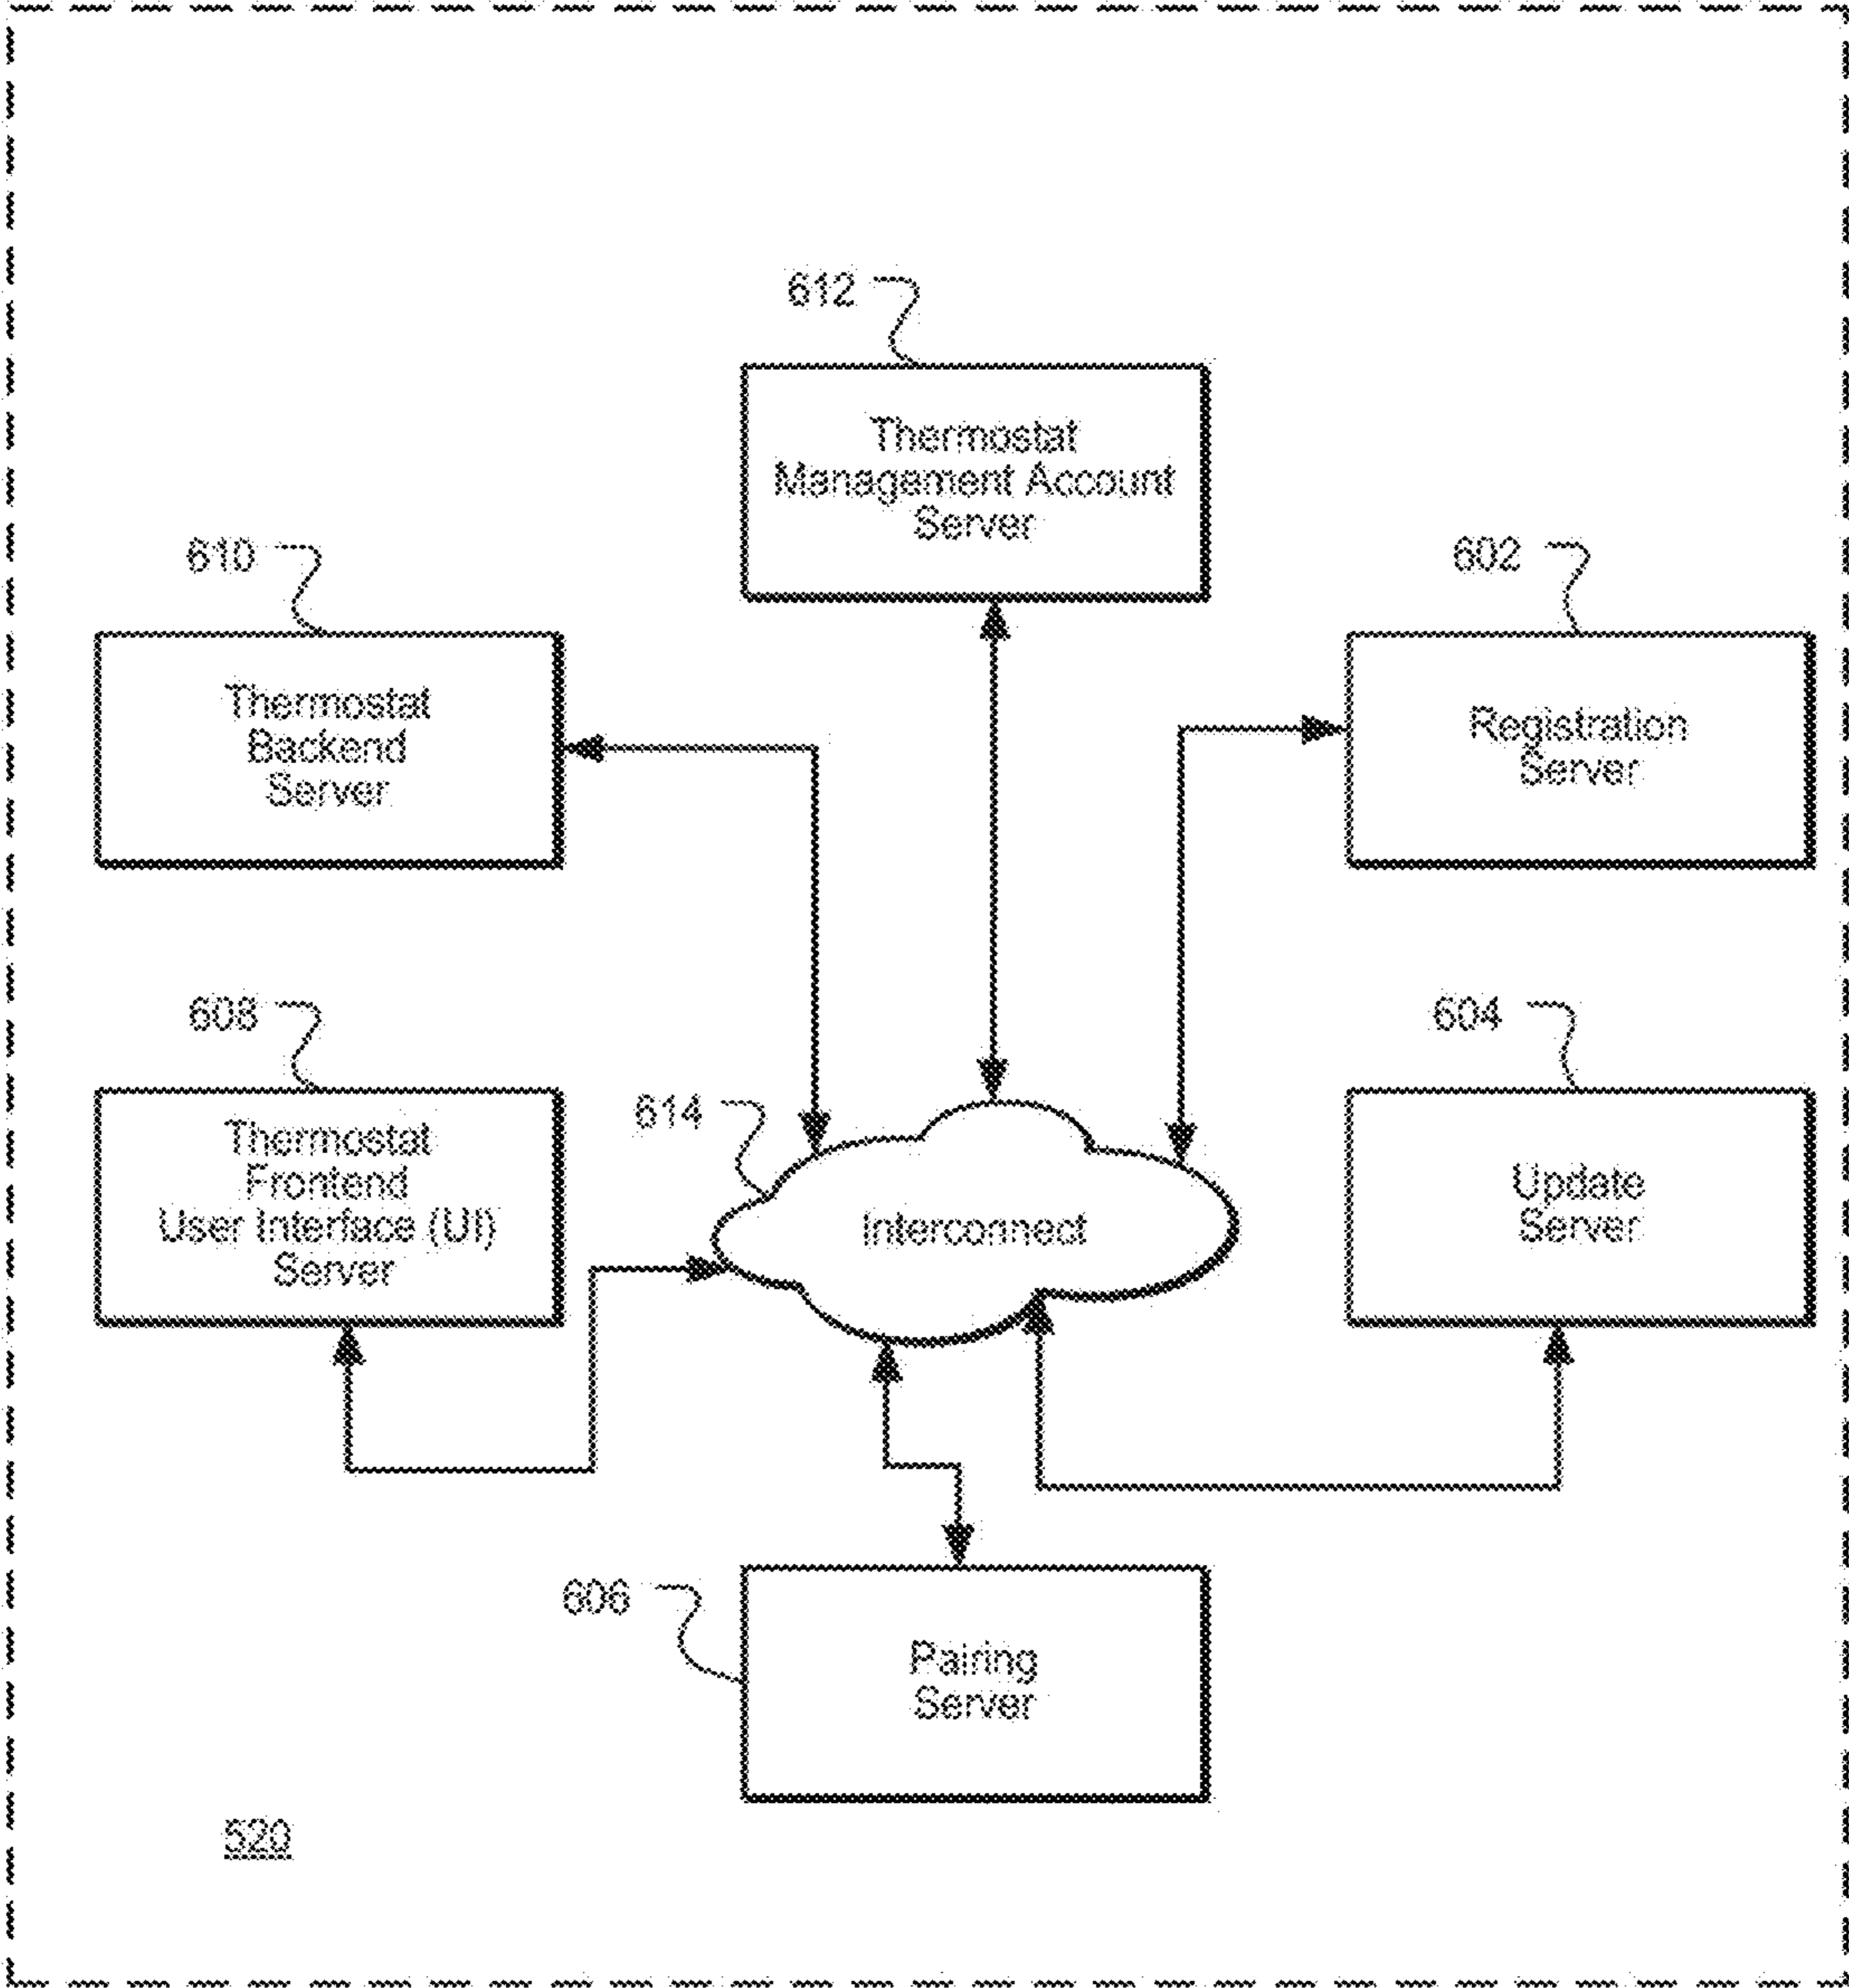 612
Thermostat
Management Account
Server
610
Thermostat
Backend
Server
602
Registration
Server
608
Thermostat
Frontend
User Interface (UI)
Server
614
Interconnect
604
Update
Server
606
Pairing
Server
520